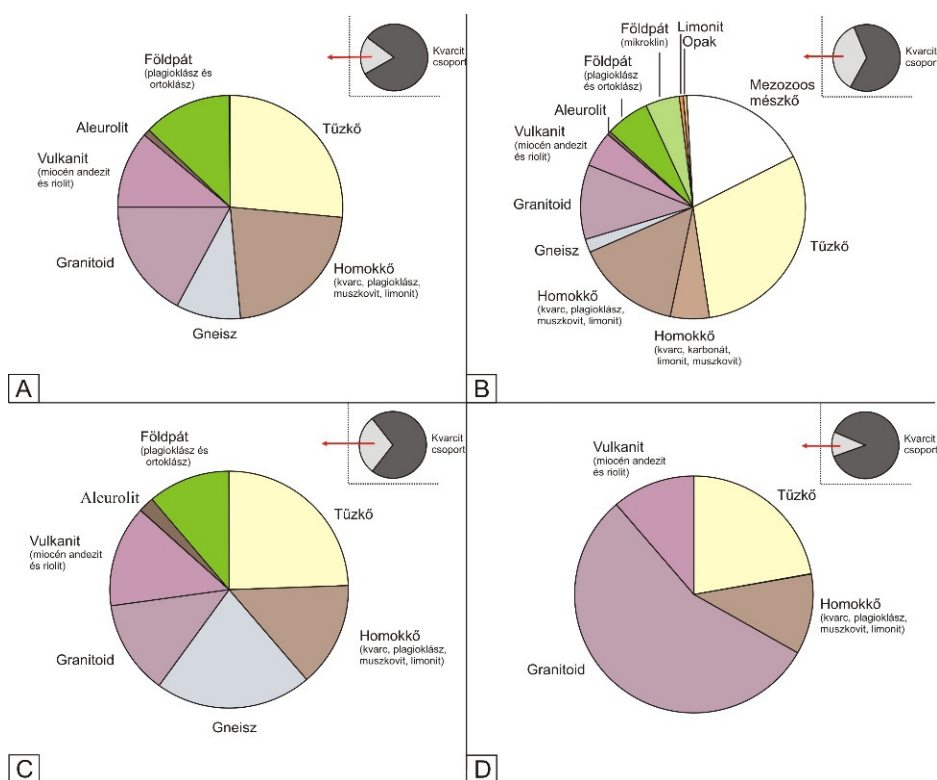 Földpát
(plagioklász és
ortoklász)
Kvarcit
csoport
Aleurolit
Tűzkő
Vulkanit
(miocén andezit
és riolit)
Granitoid
Homokkő
(kvarc, plagioklász,
muszkovit, limonit)
Gneisz
A
Földpát
(mikroklin)
Limonit
Opak
Kvarcit
csoport
Földpát
(plagioklász
és ortoklász)
Mezozoos
mészkő
Aleurolit
Vulkanit
(miocén andezit
és riolit)
Granitoid
Tűzkő
Gneisz
Homokkő
(kvarc, plagioklász,
muszkovit, limonit)
Homokkő
(kvarc, karbonát,
limonit, muszkovit)
B
Földpát
(plagioklász és
ortoklász)
Kvarcit
csoport
Aleurolit
Tűzkő
Vulkanit
(miocén andezit
és riolit)
Homokkő
(kvarc, plagioklász,
muszkovit, limonit)
Granitoid
Gneisz
C
Vulkanit
(miocén andezit
és riolit)
Kvarcit
csoport
Tűzkő
Homokkő
(kvarc, plagioklász,
muszkovit, limonit)
Granitoid
D